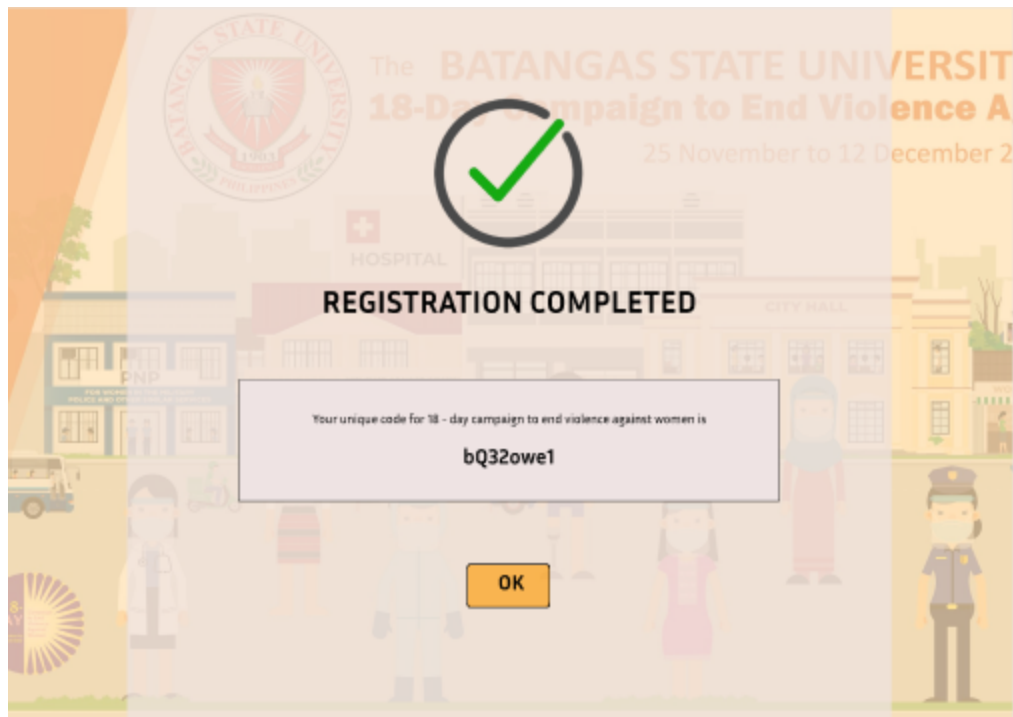 BATANGAS STATE UNIVERSITY
1903
PHILIPPINES
The BATANGAS STATE UNIVERSIT
18-Day Campaign to End Violence A
25 November to 12 December 2
HOSPITAL
REGISTRATION COMPLETED
CITY HALL
PNP
Your unique code for 18 - day campaign to end violence against women is
bQ32owe1
OK